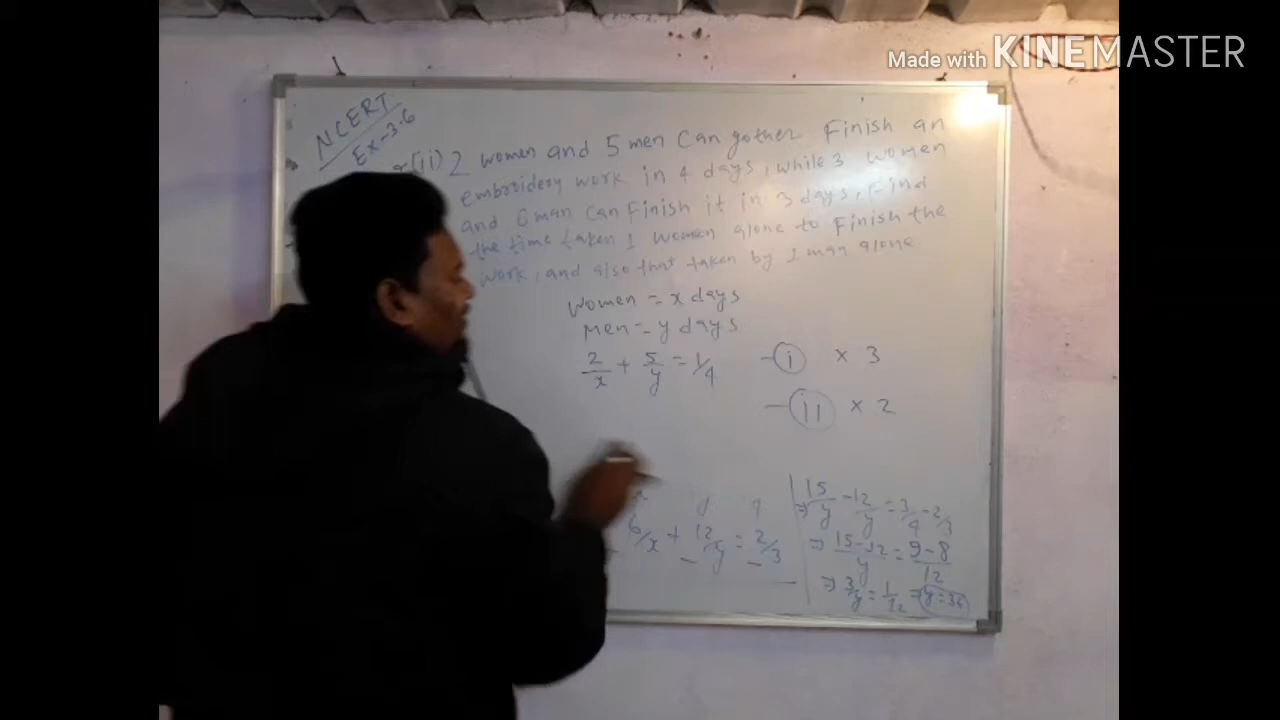 Made with KINEMASTER
NCERT
Ex-3.6
(ii) 2 women and 5 men can gother Finish an
embroidery work in 4 days, while 3 women
and 6 man can finish it in 3 days, Find
the time taken 1 women alone to Finish the
work, and also that taken by 1 man alone
women = x days
Men = y days
2/x + 5/y = 1/4 - (i) × 3
- (ii) × 2
6/x + 12/y = 2/3
⇒ 15/y - 12/y = 3/4 - 2/3
⇒ 15-12/y = 9-8/12
⇒ 3/y = 1/12 ⇒ y = 36